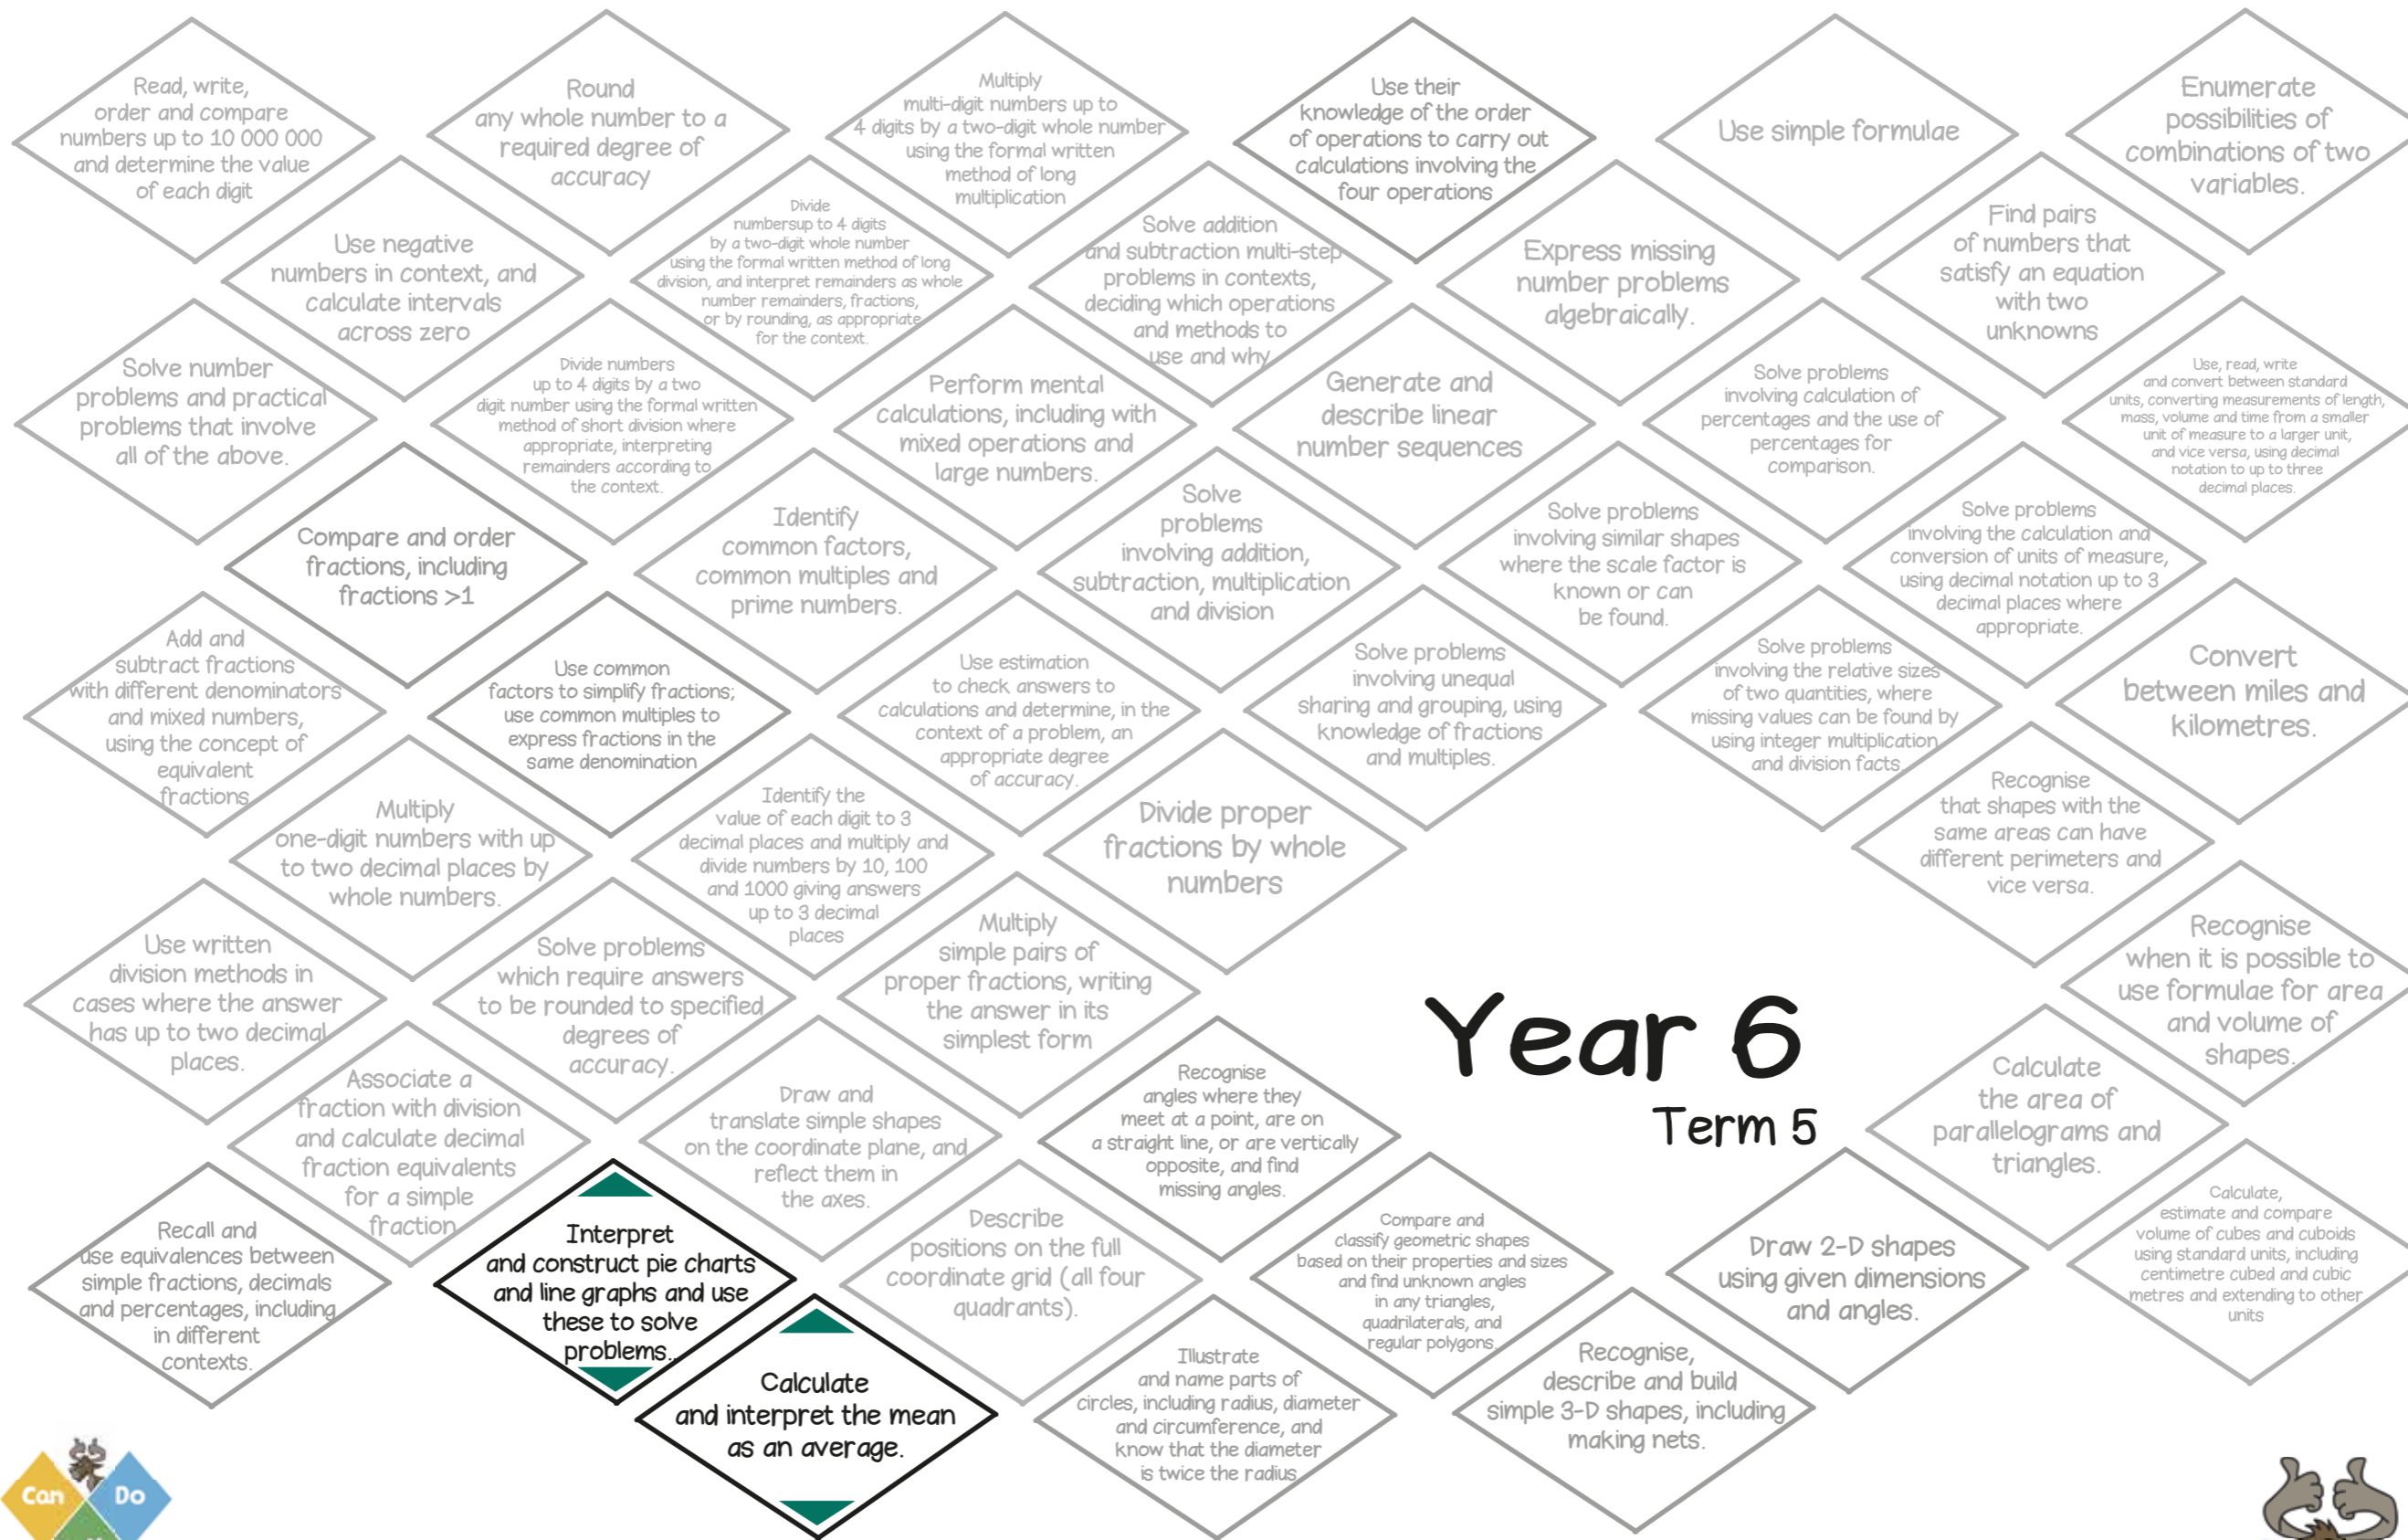 Read, write,
order and compare
numbers up to 10 000 000
and determine the value
of each digit
Round
any whole number to a
required degree of
accuracy
Multiply
multi-digit numbers up to
4 digits by a two-digit whole number
using the formal written
method of long
multiplication
Use their
knowledge of the order
of operations to carry out
calculations involving the
four operations
Use simple formulae
Enumerate
possibilities of
combinations of two
variables.
Use negative
numbers in context, and
calculate intervals
across zero
Divide
numbersup to 4 digits
by a two-digit whole number
using the formal written method of long
division, and interpret remainders as whole
number remainders, fractions,
or by rounding, as appropriate
for the context.
Solve addition
and subtraction multi-step
problems in contexts,
deciding which operations
and methods to
use and why
Express missing
number problems
algebraically.
Find pairs
of numbers that
satisfy an equation
with two
unknowns
Solve number
problems and practical
problems that involve
all of the above.
Divide numbers
up to 4 digits by a two
digit number using the formal written
method of short division where
appropriate, interpreting
remainders according to
the context.
Perform mental
calculations, including with
mixed operations and
large numbers.
Generate and
describe linear
number sequences
Solve problems
involving calculation of
percentages and the use of
percentages for
comparison.
Use, read, write
and convert between standard
units, converting measurements of length,
mass, volume and time from a smaller
unit of measure to a larger unit,
and vice versa, using decimal
notation to up to three
decimal places.
Compare and order
fractions, including
fractions >1
Identify
common factors,
common multiples and
prime numbers.
Solve
problems
involving addition,
subtraction, multiplication
and division
Solve problems
involving similar shapes
where the scale factor is
known or can
be found.
Solve problems
involving the calculation and
conversion of units of measure,
using decimal notation up to 3
decimal places where
appropriate.
Add and
subtract fractions
with different denominators
and mixed numbers,
using the concept of
equivalent
fractions
Use common
factors to simplify fractions;
use common multiples to
express fractions in the
same denomination
Use estimation
to check answers to
calculations and determine, in the
context of a problem, an
appropriate degree
of accuracy.
Solve problems
involving unequal
sharing and grouping, using
knowledge of fractions
and multiples.
Solve problems
involving the relative sizes
of two quantities, where
missing values can be found by
using integer multiplication
and division facts
Convert
between miles and
kilometres.
Multiply
one-digit numbers with up
to two decimal places by
whole numbers.
Identify the
value of each digit to 3
decimal places and multiply and
divide numbers by 10, 100
and 1000 giving answers
up to 3 decimal
places
Divide proper
fractions by whole
numbers
Recognise
that shapes with the
same areas can have
different perimeters and
vice versa.
Use written
division methods in
cases where the answer
has up to two decimal
places.
Solve problems
which require answers
to be rounded to specified
degrees of
accuracy.
Multiply
simple pairs of
proper fractions, writing
the answer in its
simplest form
Recognise
when it is possible to
use formulae for area
and volume of
shapes.
Year 6
Term 5
Associate a
fraction with division
and calculate decimal
fraction equivalents
for a simple
fraction
Draw and
translate simple shapes
on the coordinate plane, and
reflect them in
the axes.
Recognise
angles where they
meet at a point, are on
a straight line, or are vertically
opposite, and find
missing angles.
Calculate
the area of
parallelograms and
triangles.
Recall and
use equivalences between
simple fractions, decimals
and percentages, including
in different
contexts.
Interpret
and construct pie charts
and line graphs and use
these to solve
problems.
Describe
positions on the full
coordinate grid (all four
quadrants).
Compare and
classify geometric shapes
based on their properties and sizes
and find unknown angles
in any triangles,
quadrilaterals, and
regular polygons.
Draw 2-D shapes
using given dimensions
and angles.
Calculate,
estimate and compare
volume of cubes and cuboids
using standard units, including
centimetre cubed and cubic
metres and extending to other
units
Calculate
and interpret the mean
as an average.
Illustrate
and name parts of
circles, including radius, diameter
and circumference, and
know that the diameter
is twice the radius
Recognise,
describe and build
simple 3-D shapes, including
making nets.
Can Do